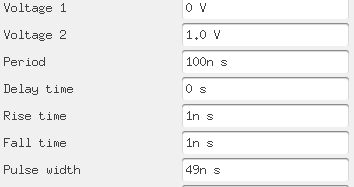 Voltage 1 0 V
Voltage 2 1.0 V
Period 100n s
Delay time 0 s
Rise time 1n s
Fall time 1n s
Pulse width 49n s